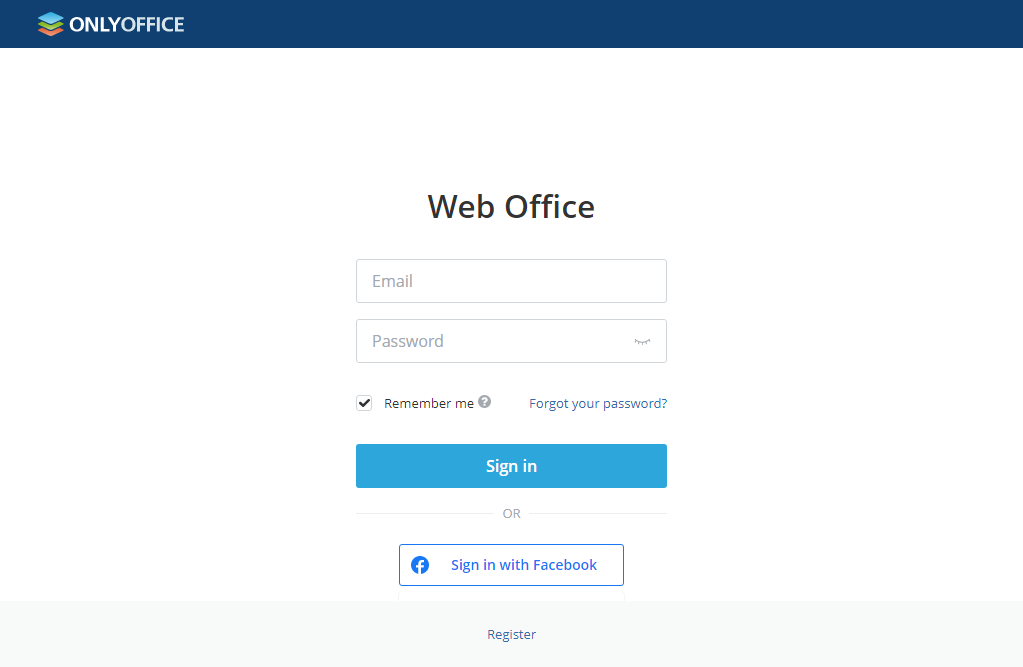 ONLYOFFICE
Web Office
Email
Password
Remember me ?
Forgot your password?
Sign in
OR
Sign in with Facebook
Register